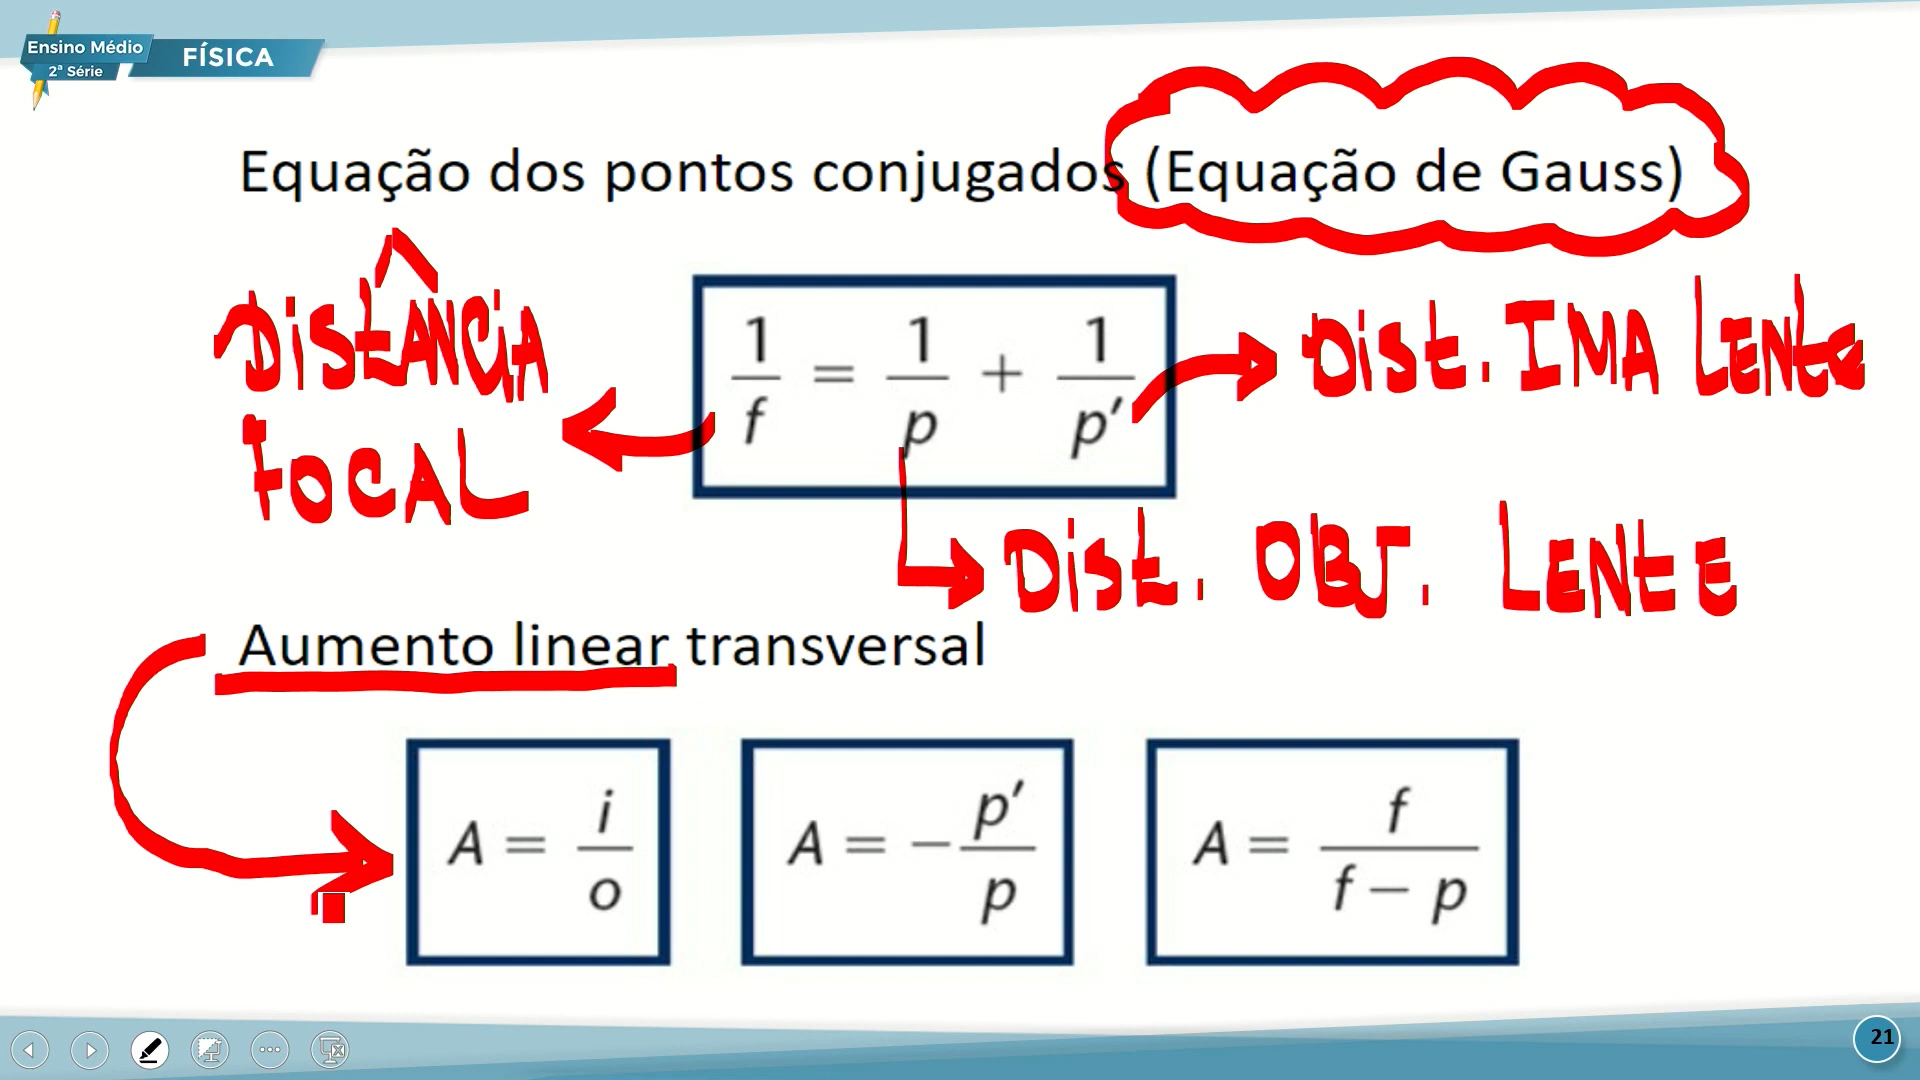 Ensino Médio
2ª Série
FÍSICA
Equação dos pontos conjugados (Equação de Gauss)
DiStÂNCiA
FOCAL
1/f = 1/p + 1/p′
Dist. IMA LENtE
Dist. OBJ. LENtE
Aumento linear transversal
A = i/o
A = −p′/p
A = f/(f − p)
21